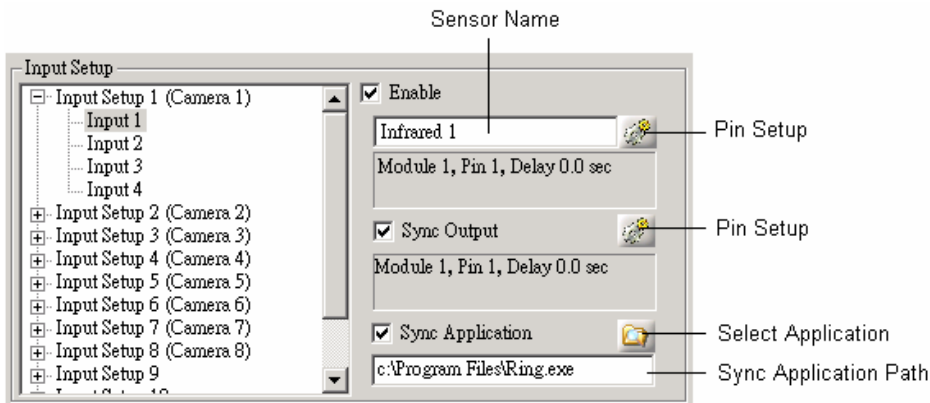 Sensor Name
Input Setup
Input Setup 1 (Camera 1)
Input 1
Input 2
Input 3
Input 4
Input Setup 2 (Camera 2)
Input Setup 3 (Camera 3)
Input Setup 4 (Camera 4)
Input Setup 5 (Camera 5)
Input Setup 6 (Camera 6)
Input Setup 7 (Camera 7)
Input Setup 8 (Camera 8)
Input Setup 9
Enable
Infrared 1
Pin Setup
Module 1, Pin 1, Delay 0.0 sec
Sync Output
Pin Setup
Module 1, Pin 1, Delay 0.0 sec
Sync Application
Select Application
c:\Program Files\Ring.exe
Sync Application Path